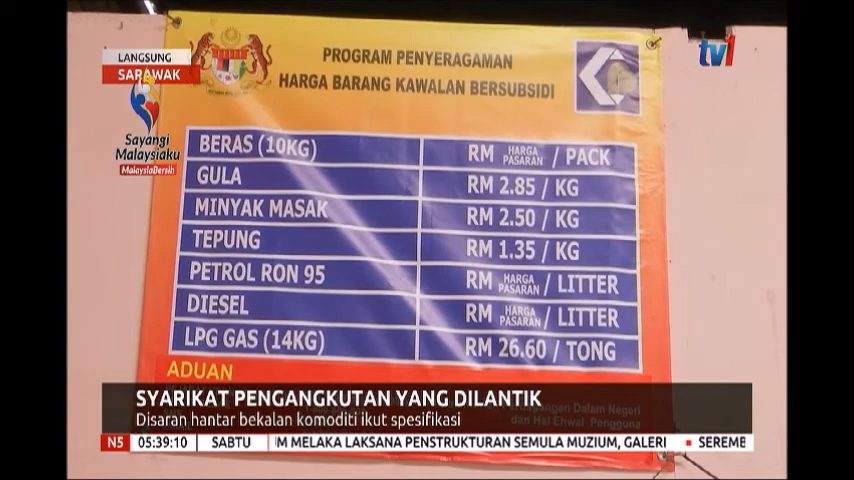 LANGSUNG
SARAWAK
tv1
Sayangi
Malaysiaku
MalaysiaBersih
PROGRAM PENYERAGAMAN
HARGA BARANG KAWALAN BERSUBSIDI
BERAS (10KG) RM HARGA PASARAN / PACK
GULA RM 2.85 / KG
MINYAK MASAK RM 2.50 / KG
TEPUNG RM 1.35 / KG
PETROL RON 95 RM HARGA PASARAN / LITTER
DIESEL RM HARGA PASARAN / LITTER
LPG GAS (14KG) RM 26.60 / TONG
ADUAN
Dalam Negeri
dan Hal Ehwal Pengguna
SYARIKAT PENGANGKUTAN YANG DILANTIK
Disaran hantar bekalan komoditi ikut spesifikasi
N5 05:39:10 SABTU IM MELAKA LAKSANA PENSTRUKTURAN SEMULA MUZIUM, GALERI ▪ SEREMB